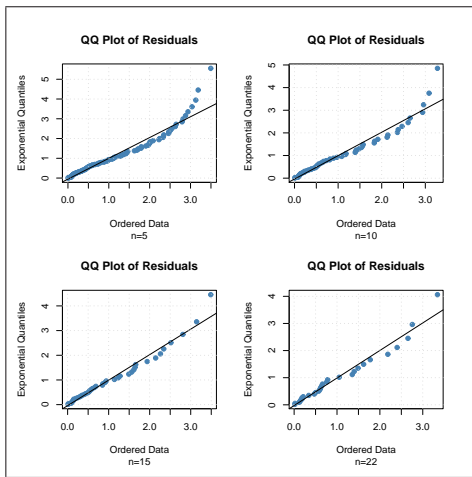 QQ Plot of Residuals
Exponential Quantiles
0 1 2 3 4 5
0.0 1.0 2.0 3.0
Ordered Data
n=5
QQ Plot of Residuals
Exponential Quantiles
0 1 2 3 4 5
0.0 1.0 2.0 3.0
Ordered Data
n=10
QQ Plot of Residuals
Exponential Quantiles
0 1 2 3 4
0.0 1.0 2.0 3.0
Ordered Data
n=15
QQ Plot of Residuals
Exponential Quantiles
0 1 2 3 4
0.0 1.0 2.0 3.0
Ordered Data
n=22